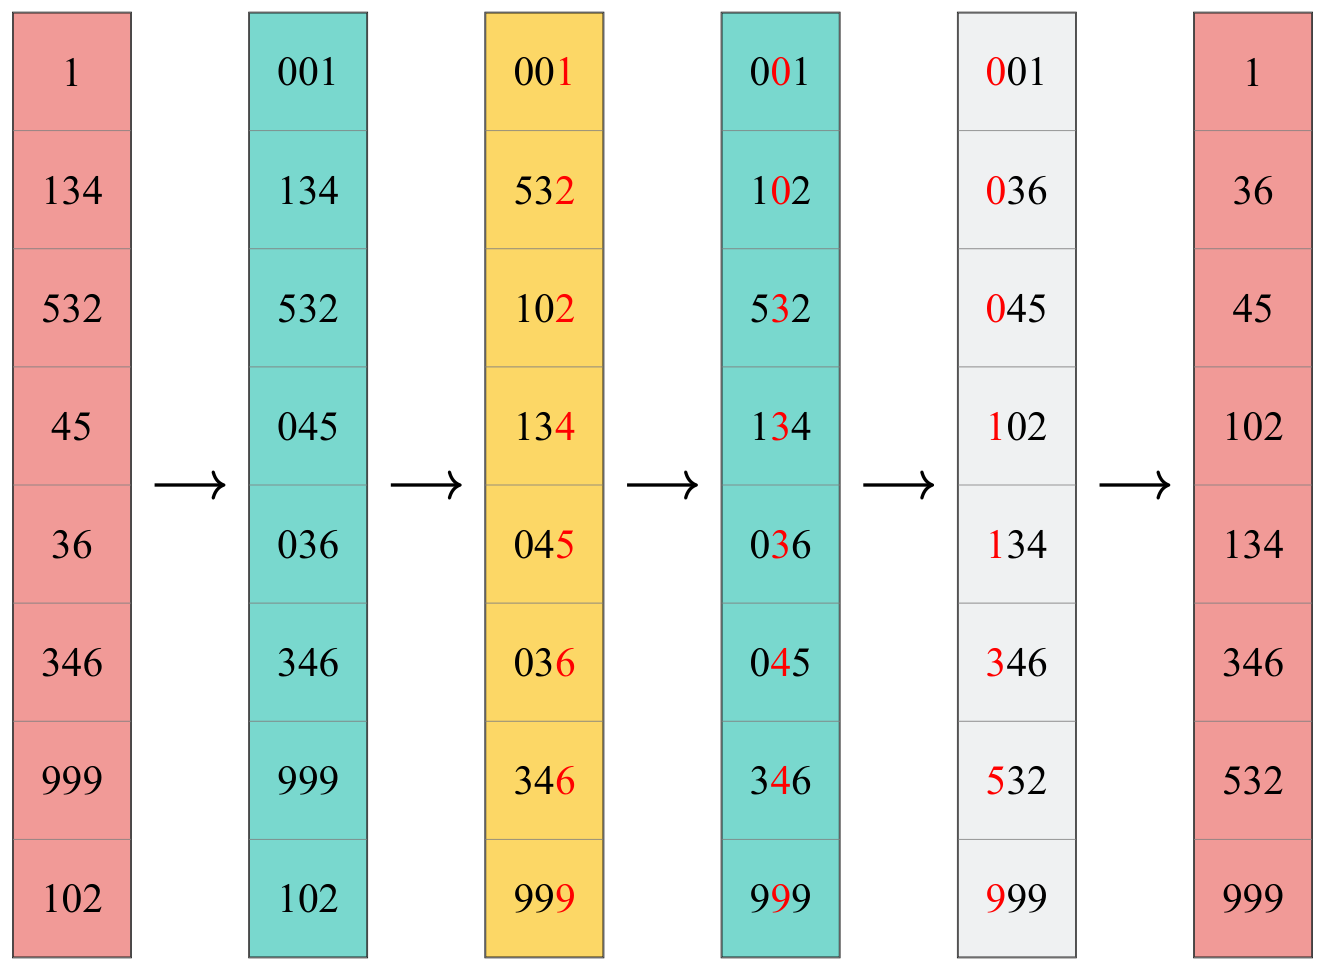 1 001 001 001 001 1
134 134 532 102 036 36
532 532 102 532 045 45
45 045 134 134 102 102
36 036 045 036 134 134
346 346 036 045 346 346
999 999 346 346 532 532
102 102 999 999 999 999